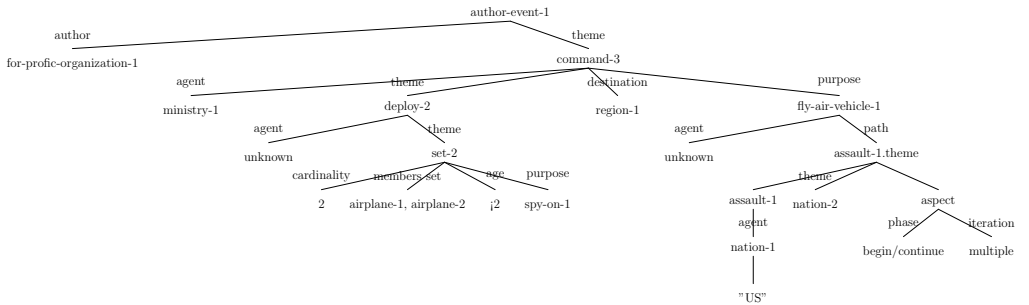 author-event-1
author theme
for-profic-organization-1 command-3
agent theme destination purpose
ministry-1 deploy-2 region-1 fly-air-vehicle-1
agent theme agent path
unknown set-2 unknown assault-1.theme
cardinality members-set age purpose theme
2 airplane-1, airplane-2 ¿2 spy-on-1 assault-1 nation-2 aspect
agent phase iteration
nation-1 begin/continue multiple
"US"